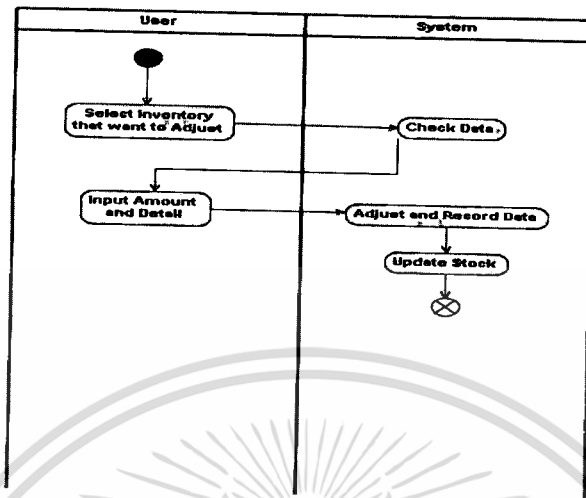 User
System
Select Inventory
that want to Adjust
Check Data
Input Amount
and Detail
Adjust and Record Data
Update Stock